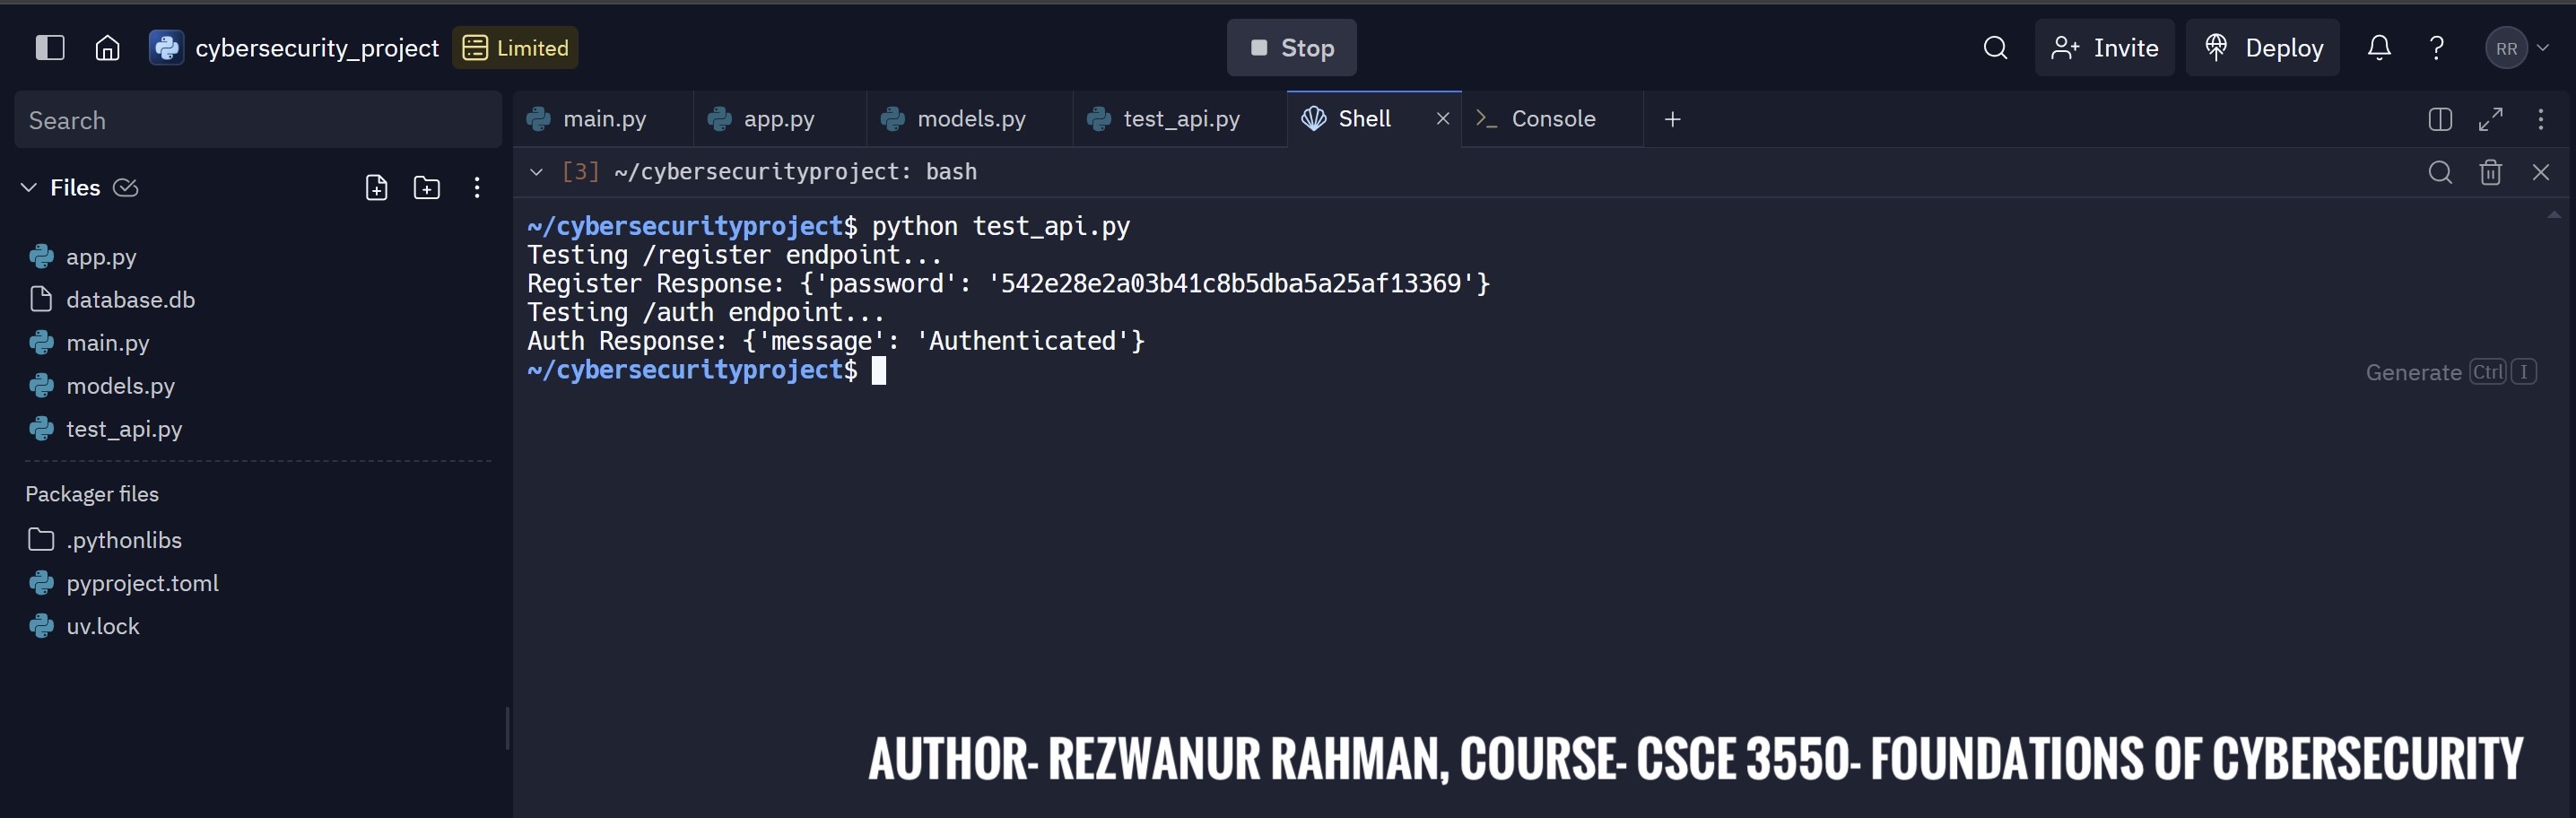 cybersecurity_project Limited Stop Invite Deploy ? RR
Search
main.py app.py models.py test_api.py Shell Console
Files
[3] ~/cybersecurityproject: bash
~/cybersecurityproject$ python test_api.py
Testing /register endpoint...
Register Response: {'password': '542e28e2a03b41c8b5dba5a25af13369'}
Testing /auth endpoint...
Auth Response: {'message': 'Authenticated'}
~/cybersecurityproject$
Generate Ctrl I
app.py
database.db
main.py
models.py
test_api.py
Packager files
.pythonlibs
pyproject.toml
uv.lock
AUTHOR- REZWANUR RAHMAN, COURSE- CSCE 3550- FOUNDATIONS OF CYBERSECURITY